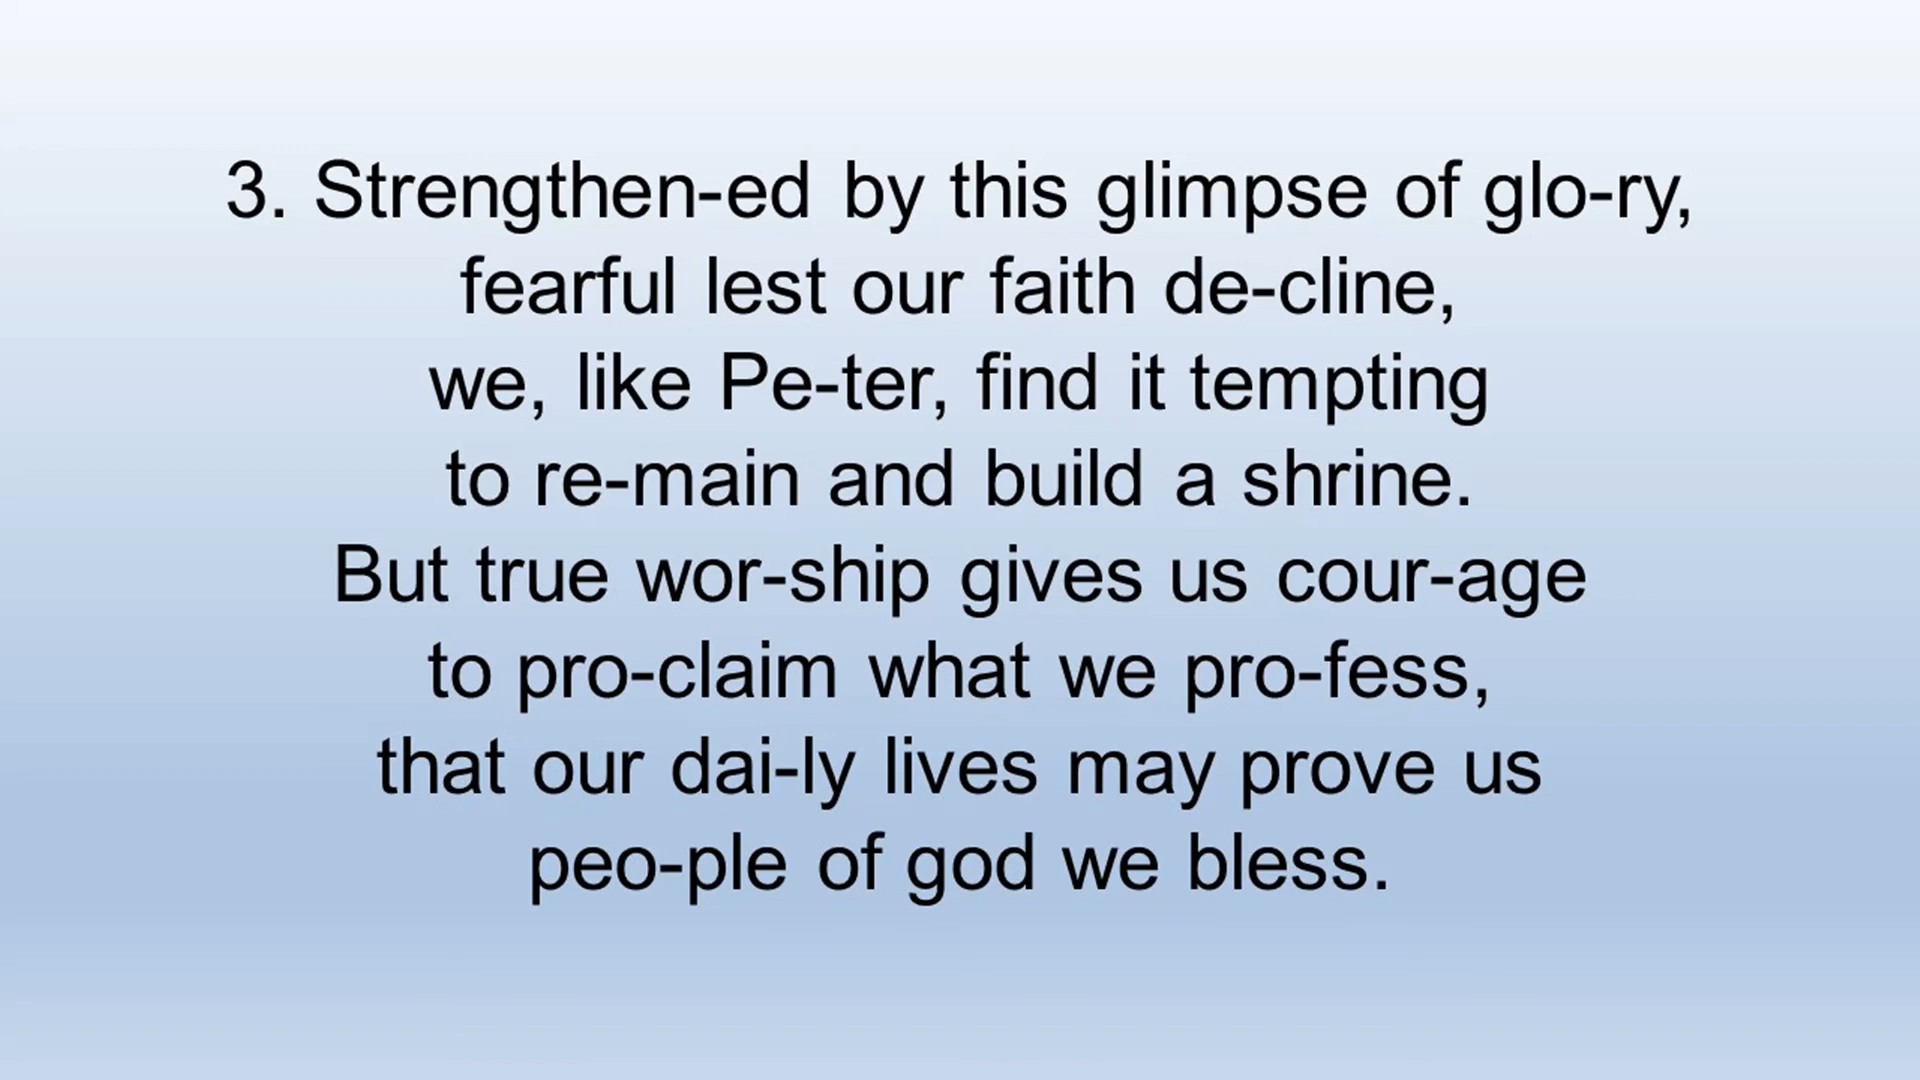 3. Strengthen-ed by this glimpse of glo-ry,
fearful lest our faith de-cline,
we, like Pe-ter, find it tempting
to re-main and build a shrine.
But true wor-ship gives us cour-age
to pro-claim what we pro-fess,
that our dai-ly lives may prove us
peo-ple of god we bless.